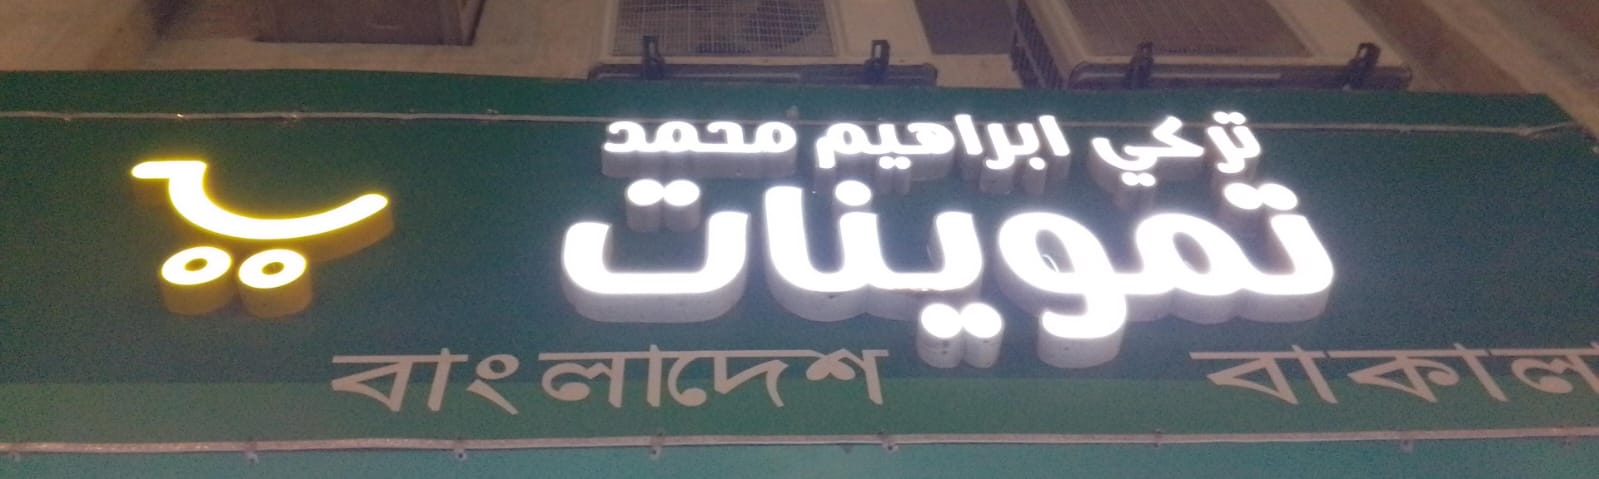 تركي ابراهيم محمد
تموينات
বাংলাদেশ বাকাল